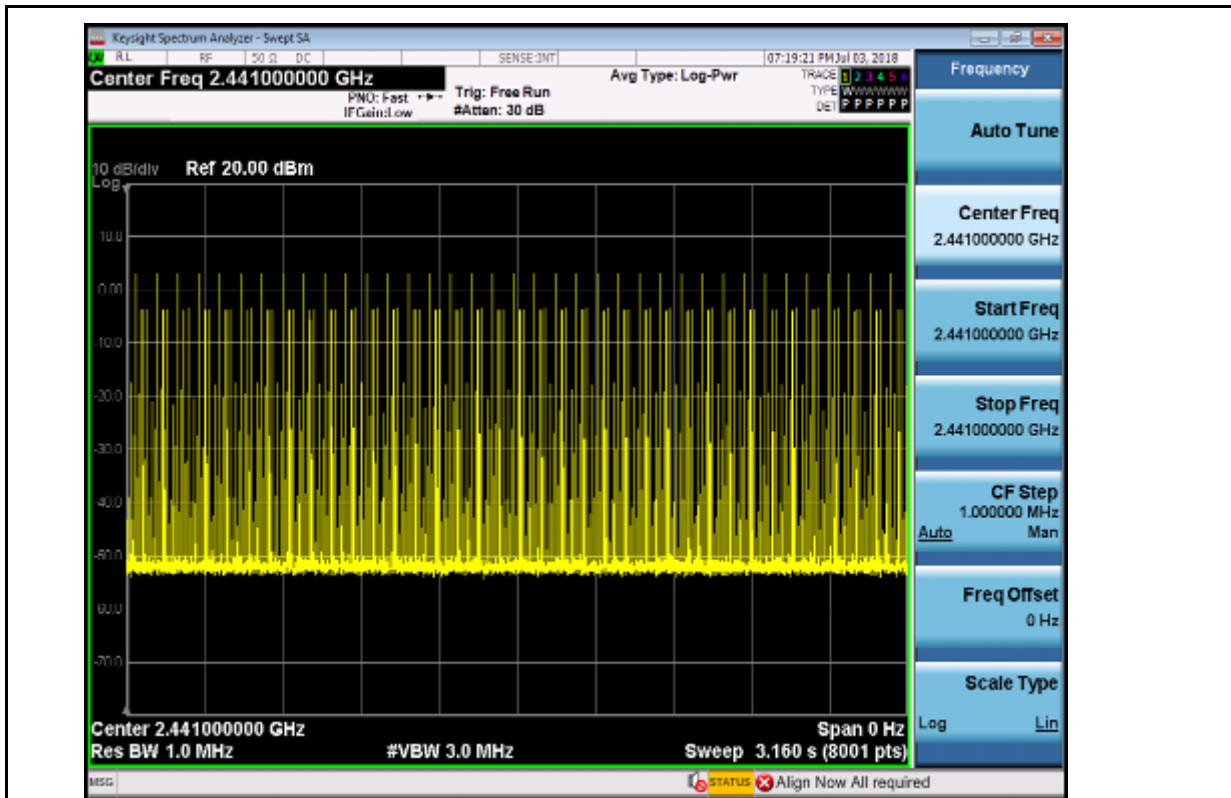 Keysight Spectrum Analyzer - Swept SA
RL RF 50 Ω DC SENSE:INT 07:19:21 PM Jul 03, 2018
Center Freq 2.441000000 GHz
Avg Type: Log-Pwr
TRACE 1 2 3 4 5 6
PNO: Fast
Trig: Free Run
TYPE WWWWWWW
IFGain:Low
#Atten: 30 dB
DET P P P P P P
10 dB/div
Ref 20.00 dBm
Log
10.0
0.00
-10.0
-20.0
-30.0
-40.0
-50.0
-60.0
-70.0
Center 2.441000000 GHz
Span 0 Hz
Res BW 1.0 MHz
#VBW 3.0 MHz
Sweep 3.160 s (8001 pts)
MSG
STATUS
Align Now All required
Frequency
Auto Tune
Center Freq
2.441000000 GHz
Start Freq
2.441000000 GHz
Stop Freq
2.441000000 GHz
CF Step
1.000000 MHz
Auto Man
Freq Offset
0 Hz
Scale Type
Log Lin